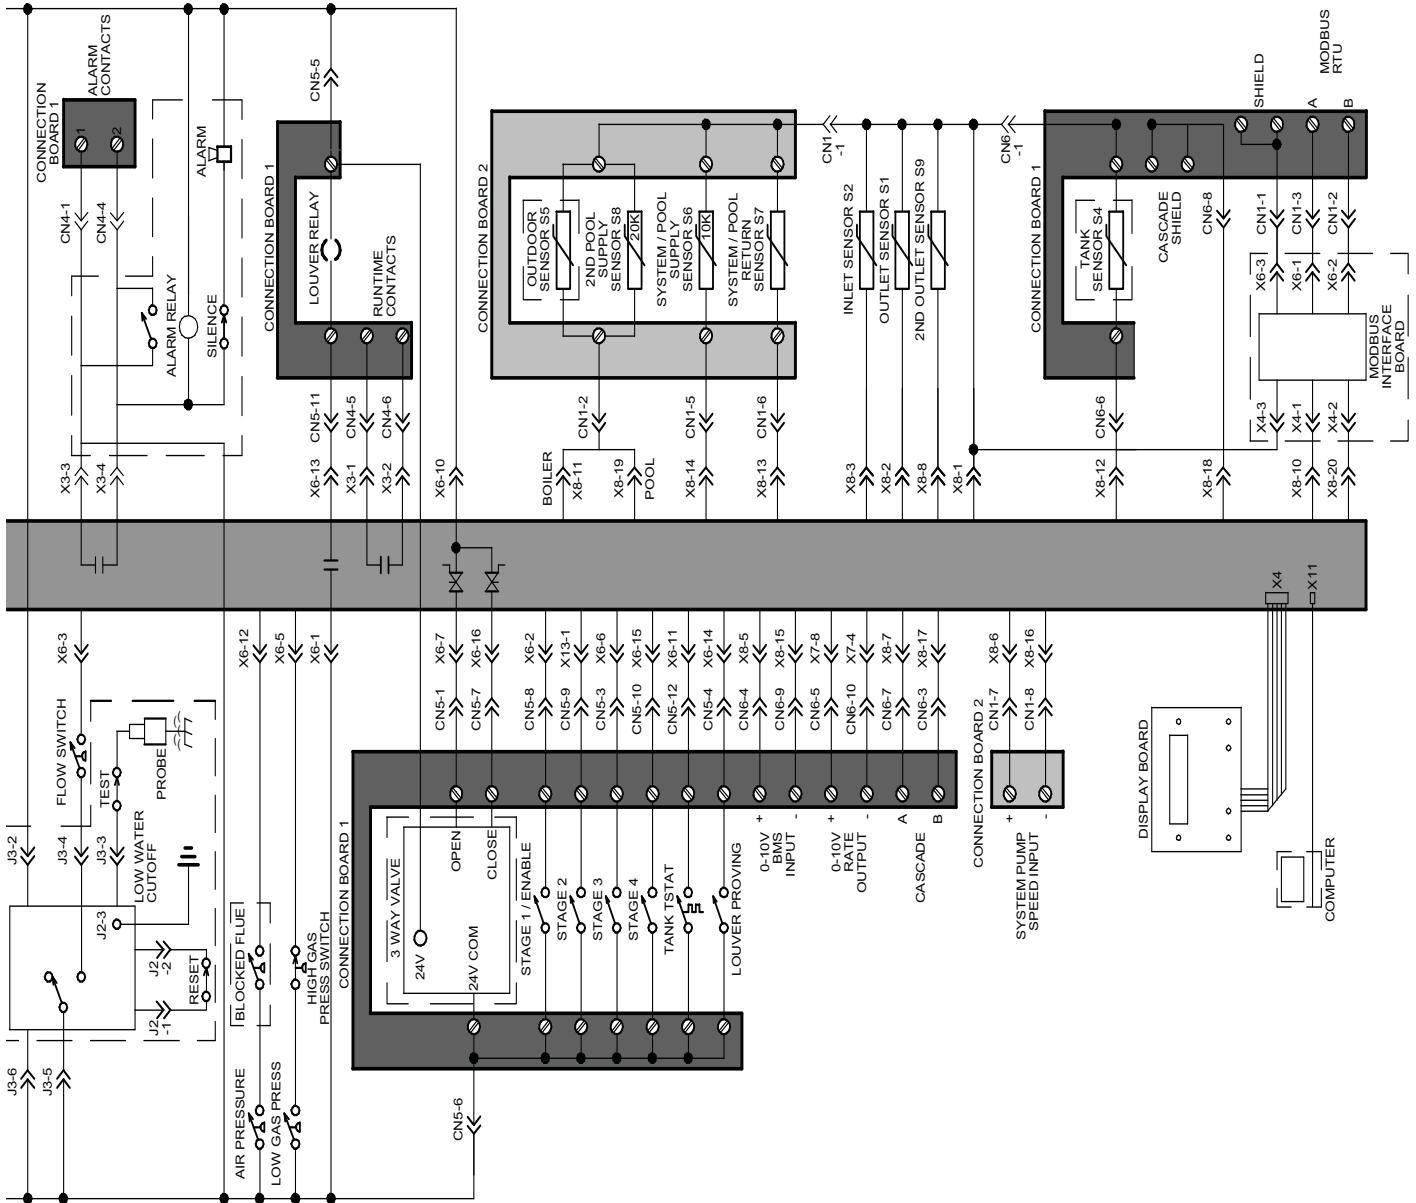 ALARM
CONTACTS
CONNECTION
BOARD 1
1
2
CN4-1
CN4-4
ALARM
ALARM RELAY
SILENCE
X3-3
X3-4
CN5-5
CONNECTION BOARD 1
LOUVER RELAY
RUNTIME
CONTACTS
CN5-11
CN4-5
CN4-6
X6-13
X3-1
X3-2
X6-10
CONNECTION BOARD 2
OUTDOOR
SENSOR S5
2ND POOL
SUPPLY
SENSOR S8
20K
SYSTEM / POOL
SUPPLY
SENSOR S6
10K
SYSTEM / POOL
RETURN
SENSOR S7
CN1-2
CN1-5
CN1-6
BOILER
X8-11
X8-19
POOL
X8-14
X8-13
CN1
-1
INLET SENSOR S2
OUTLET SENSOR S1
2ND OUTLET SENSOR S9
X8-3
X8-2
X8-8
X8-1
CN6
-1
CONNECTION BOARD 1
TANK
SENSOR S4
CASCADE
SHIELD
SHIELD
MODBUS
RTU
A
B
CN6-8
CN1-1
CN1-3
CN1-2
X6-3
X6-1
X6-2
MODBUS
INTERFACE
BOARD
X4-3
X4-1
X4-2
CN6-6
X8-12
X8-18
X8-10
X8-20
X4
X11
X6-3
X6-12
X6-5
X6-1
X6-7
X6-16
X6-2
X13-1
X6-6
X6-15
X6-11
X6-14
X8-5
X8-15
X7-8
X7-4
X8-7
X8-17
X8-6
X8-16
CN5-1
CN5-7
CN5-8
CN5-9
CN5-3
CN5-10
CN5-12
CN5-4
CN6-4
CN6-9
CN6-5
CN6-10
CN6-7
CN6-3
CN1-7
CN1-8
FLOW SWITCH
TEST
PROBE
J3-2
J3-4
J3-3
LOW WATER
CUTOFF
J2-3
J2
-2
J2
-1
RESET
J3-6
J3-5
BLOCKED FLUE
HIGH GAS
PRESS SWITCH
AIR PRESSURE
LOW GAS PRESS
CONNECTION BOARD 1
3 WAY VALVE
24V
OPEN
CLOSE
24V COM
STAGE 1 / ENABLE
STAGE 2
STAGE 3
STAGE 4
TANK TSTAT
LOUVER PROVING
+
0-10V
BMS
INPUT
-
+
0-10V
RATE
OUTPUT
-
A
CASCADE
B
CONNECTION BOARD 2
+
SYSTEM PUMP
SPEED INPUT
-
DISPLAY BOARD
COMPUTER
CN5-6